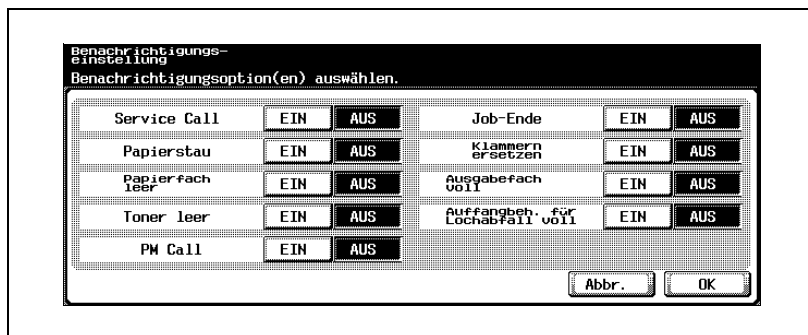 Benachrichtigungs-
einstellung
Benachrichtigungsoption(en) auswählen.
Service Call EIN AUS Job-Ende EIN AUS
Papierstau EIN AUS Klammern
ersetzen EIN AUS
Papierfach
leer EIN AUS Ausgabefach
voll EIN AUS
Toner leer EIN AUS Auffangbeh. für
Lochabfall voll EIN AUS
PM Call EIN AUS
Abbr. OK